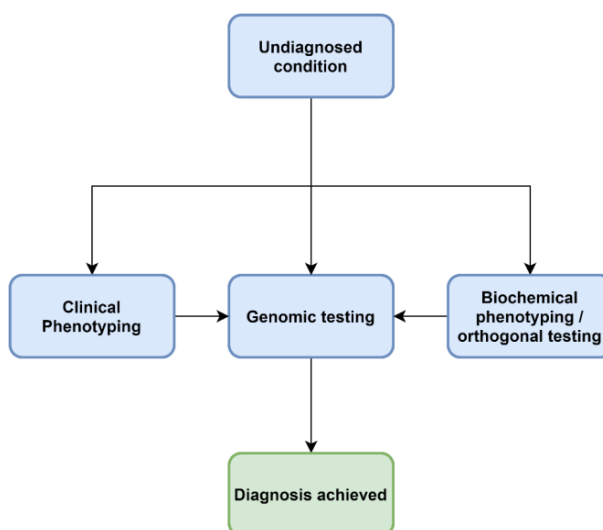 Undiagnosed
condition
Clinical
Phenotyping
Genomic testing
Biochemical
phenotyping /
orthogonal testing
Diagnosis achieved